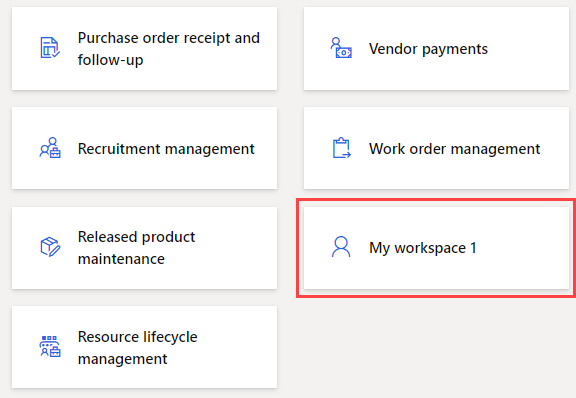 Purchase order receipt and
follow-up
Vendor payments
Recruitment management
Work order management
Released product
maintenance
My workspace 1
Resource lifecycle
management